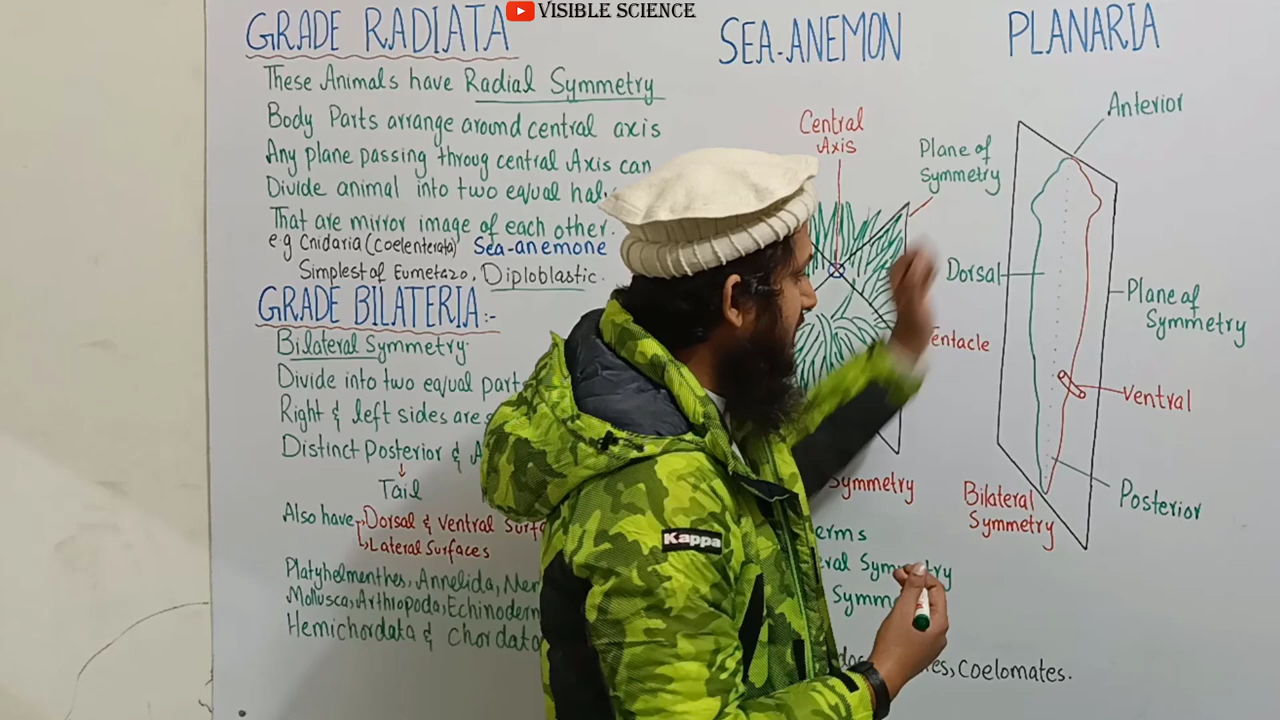 VISIBLE SCIENCE
GRADE RADIATA
These Animals have Radial Symmetry
Body Parts arrange around central axis
Any plane passing throug central Axis can
Divide animal into two equal
That are mirror image of each other.
e.g Cnidaria (Coelenterata) Sea-anemone
Simplest of Eumetazo, Diploblastic.
GRADE BILATERIA:-
Bilateral Symmetry
Divide into two equal part
Right & left sides are
Distinct Posterior &
Tail
Also have Dorsal & Ventral Surf
Lateral Surfaces
Platyhelmenthes, Annelida,
Mollusca, Arthropoda, Echinoderm
Hemichordata & Chordata
SEA-ANEMON
Central
Axis
Plane of
Symmetry
entacle
Symmetry
erms
eral Symmetry
Symm
es, Coelomates.
PLANARIA
Anterior
Dorsal
Plane of
Symmetry
Ventral
Posterior
Bilateral
Symmetry
Kappa